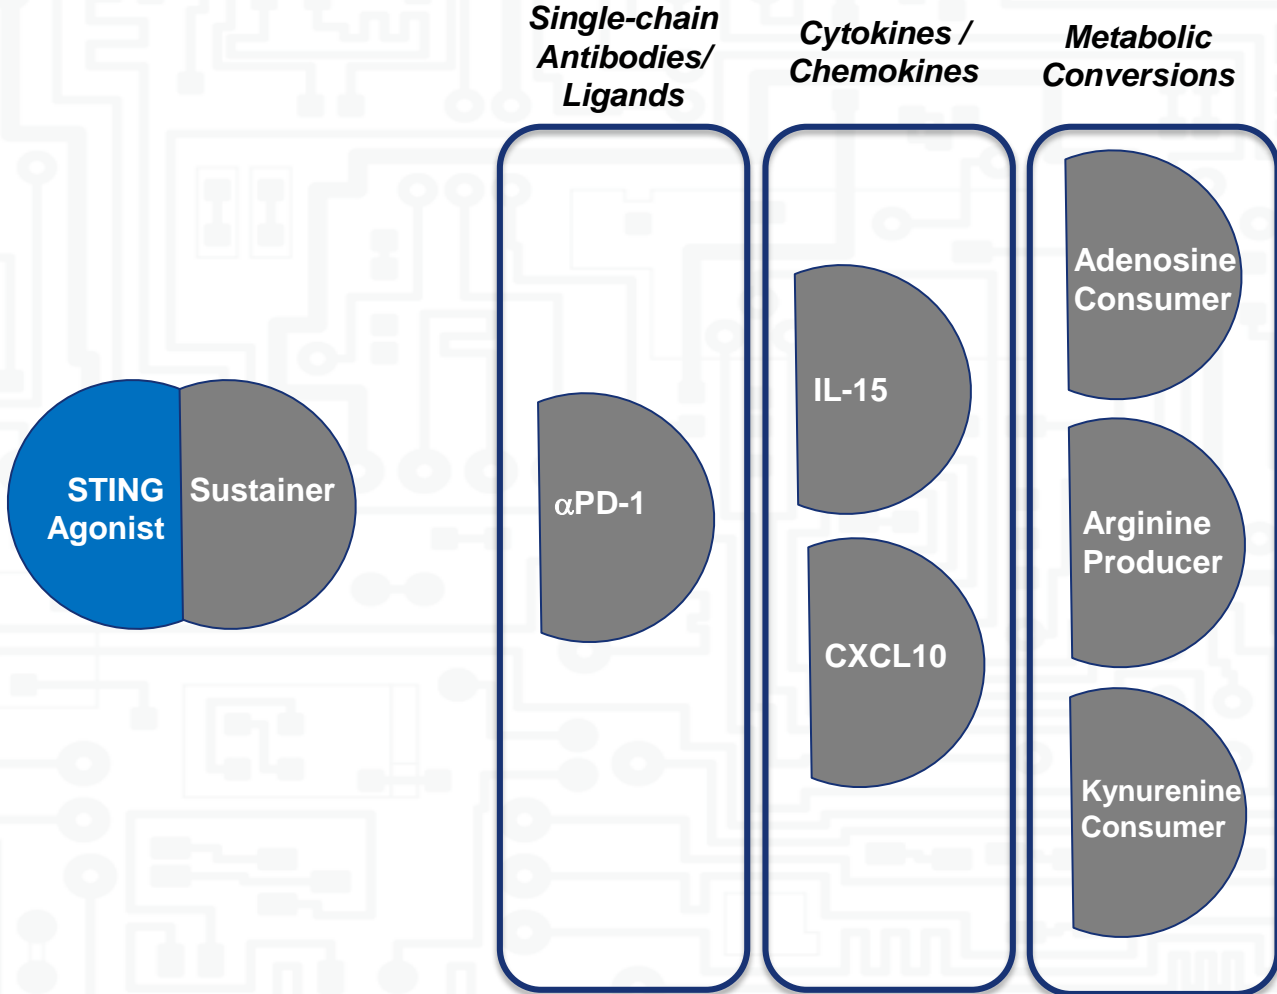 Single-chain
Antibodies/
Ligands
Cytokines /
Chemokines
Metabolic
Conversions
STING
Agonist
Sustainer
αPD-1
IL-15
CXCL10
Adenosine
Consumer
Arginine
Producer
Kynurenine
Consumer